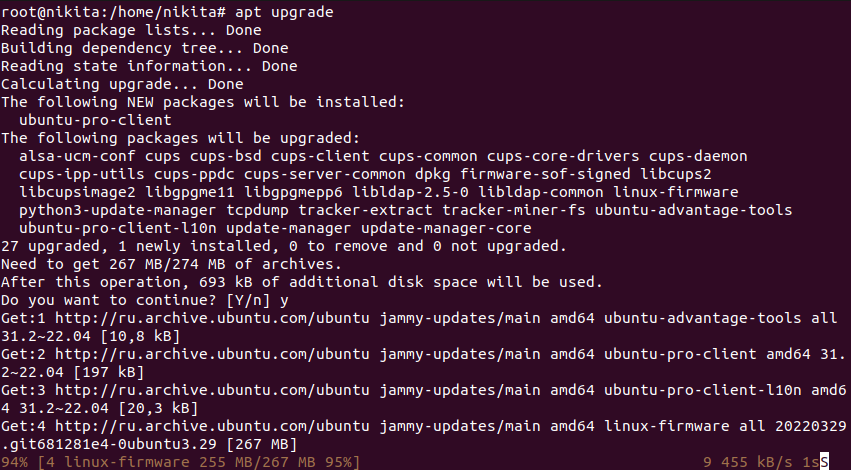 root@nikita:/home/nikita# apt upgrade
Reading package lists... Done
Building dependency tree... Done
Reading state information... Done
Calculating upgrade... Done
The following NEW packages will be installed:
  ubuntu-pro-client
The following packages will be upgraded:
  alsa-ucm-conf cups cups-bsd cups-client cups-common cups-core-drivers cups-daemon
  cups-ipp-utils cups-ppdc cups-server-common dpkg firmware-sof-signed libcups2
  libcupsimage2 libgpgme11 libgpgmepp6 libldap-2.5-0 libldap-common linux-firmware
  python3-update-manager tcpdump tracker-extract tracker-miner-fs ubuntu-advantage-tools
  ubuntu-pro-client-l10n update-manager update-manager-core
27 upgraded, 1 newly installed, 0 to remove and 0 not upgraded.
Need to get 267 MB/274 MB of archives.
After this operation, 693 kB of additional disk space will be used.
Do you want to continue? [Y/n] y
Get:1 http://ru.archive.ubuntu.com/ubuntu jammy-updates/main amd64 ubuntu-advantage-tools all
31.2~22.04 [10,8 kB]
Get:2 http://ru.archive.ubuntu.com/ubuntu jammy-updates/main amd64 ubuntu-pro-client amd64 31.
2~22.04 [197 kB]
Get:3 http://ru.archive.ubuntu.com/ubuntu jammy-updates/main amd64 ubuntu-pro-client-l10n amd6
4 31.2~22.04 [20,3 kB]
Get:4 http://ru.archive.ubuntu.com/ubuntu jammy-updates/main amd64 linux-firmware all 20220329
.git681281e4-0ubuntu3.29 [267 MB]
94% [4 linux-firmware 255 MB/267 MB 95%] 9 455 kB/s 1sS